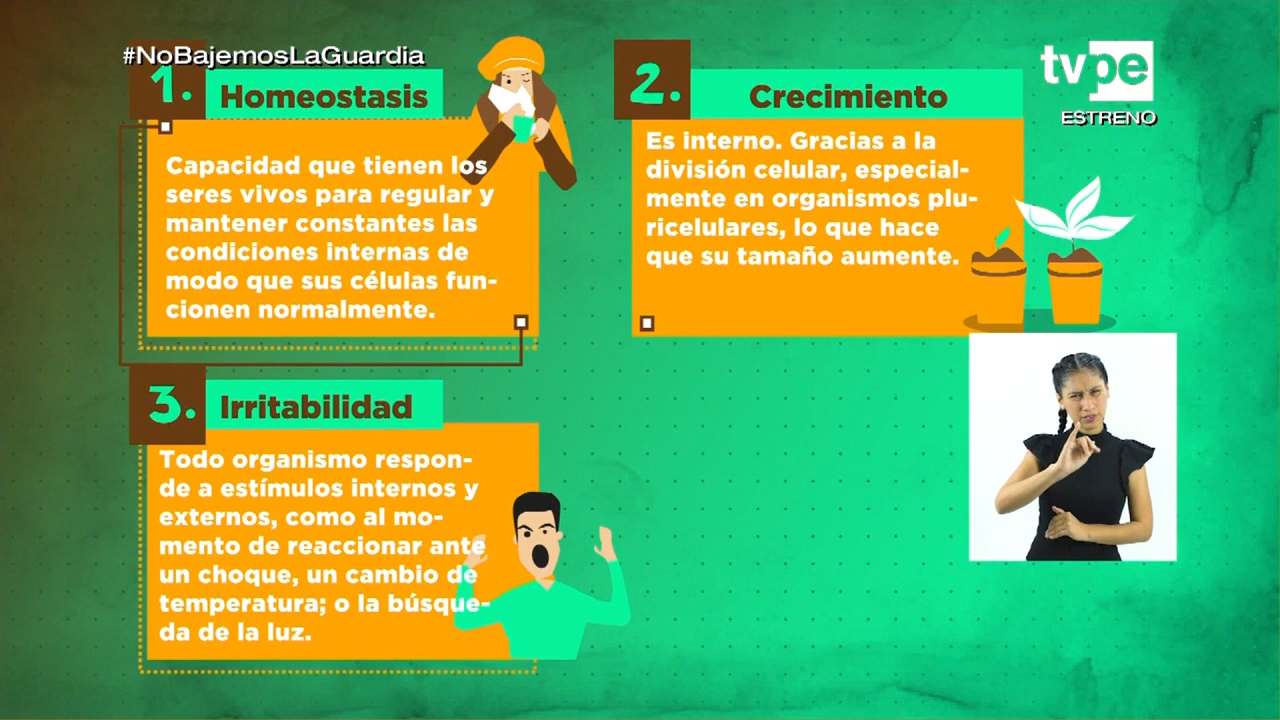 #NoBajemosLaGuardia
1. Homeostasis
Capacidad que tienen los
seres vivos para regular y
mantener constantes las
condiciones internas de
modo que sus células fun-
cionen normalmente.
2. Crecimiento
Es interno. Gracias a la
división celular, especial-
mente en organismos plu-
ricelulares, lo que hace
que su tamaño aumente.
tvpe
ESTRENO
3. Irritabilidad
Todo organismo respon-
de a estímulos internos y
externos, como al mo-
mento de reaccionar ante
un choque, un cambio de
temperatura; o la búsque-
da de la luz.